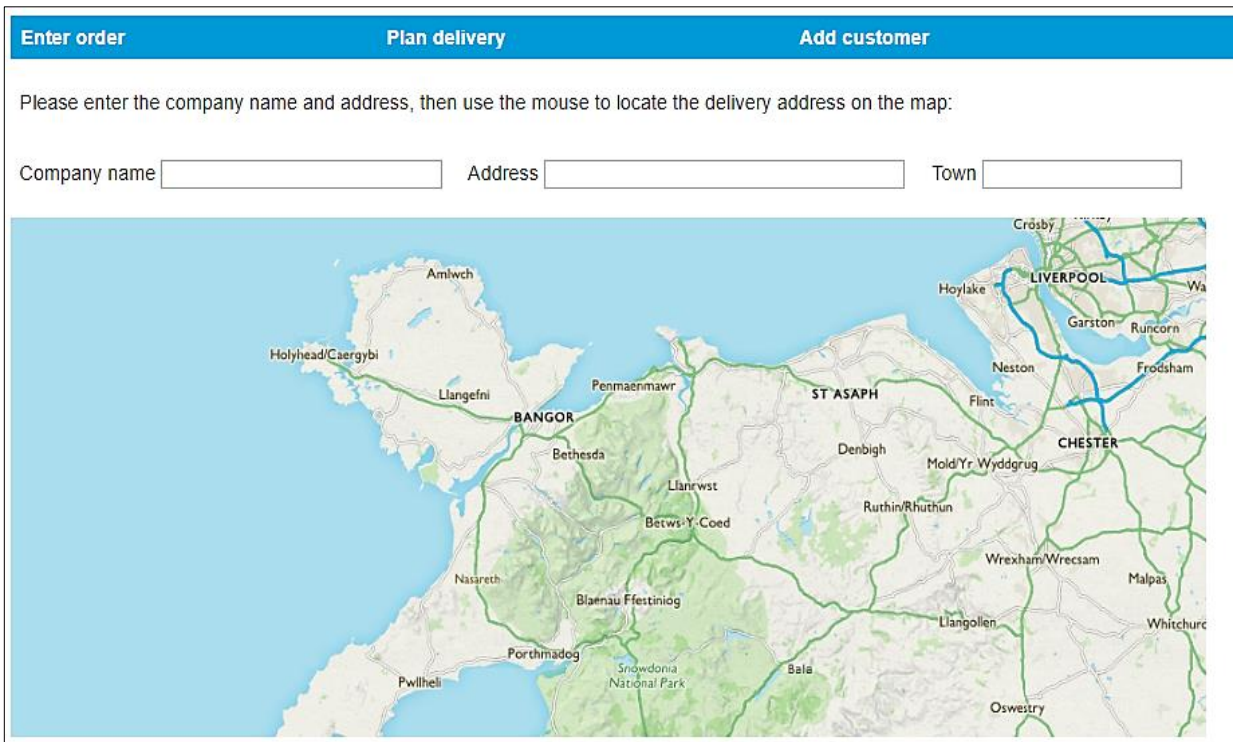 Enter order Plan delivery Add customer
Please enter the company name and address, then use the mouse to locate the delivery address on the map:
Company name Address Town
Crosby
Amlwch
LIVERPOOL
Hoylake
Wa
Garston
Runcorn
Holyhead/Caergybi
Neston
Frodsham
Penmaenmawr
Llangefni
ST ASAPH
Flint
BANGOR
CHESTER
Bethesda
Denbigh
Mold/Yr Wyddgrug
Llanrwst
Ruthin/Rhuthun
Betws-Y-Coed
Wrexham/Wrecsam
Nasareth
Malpas
Blaenau Ffestiniog
Llangollen
Whitchurc
Porthmadog
Snowdonia
National Park
Bala
Pwllheli
Oswestry